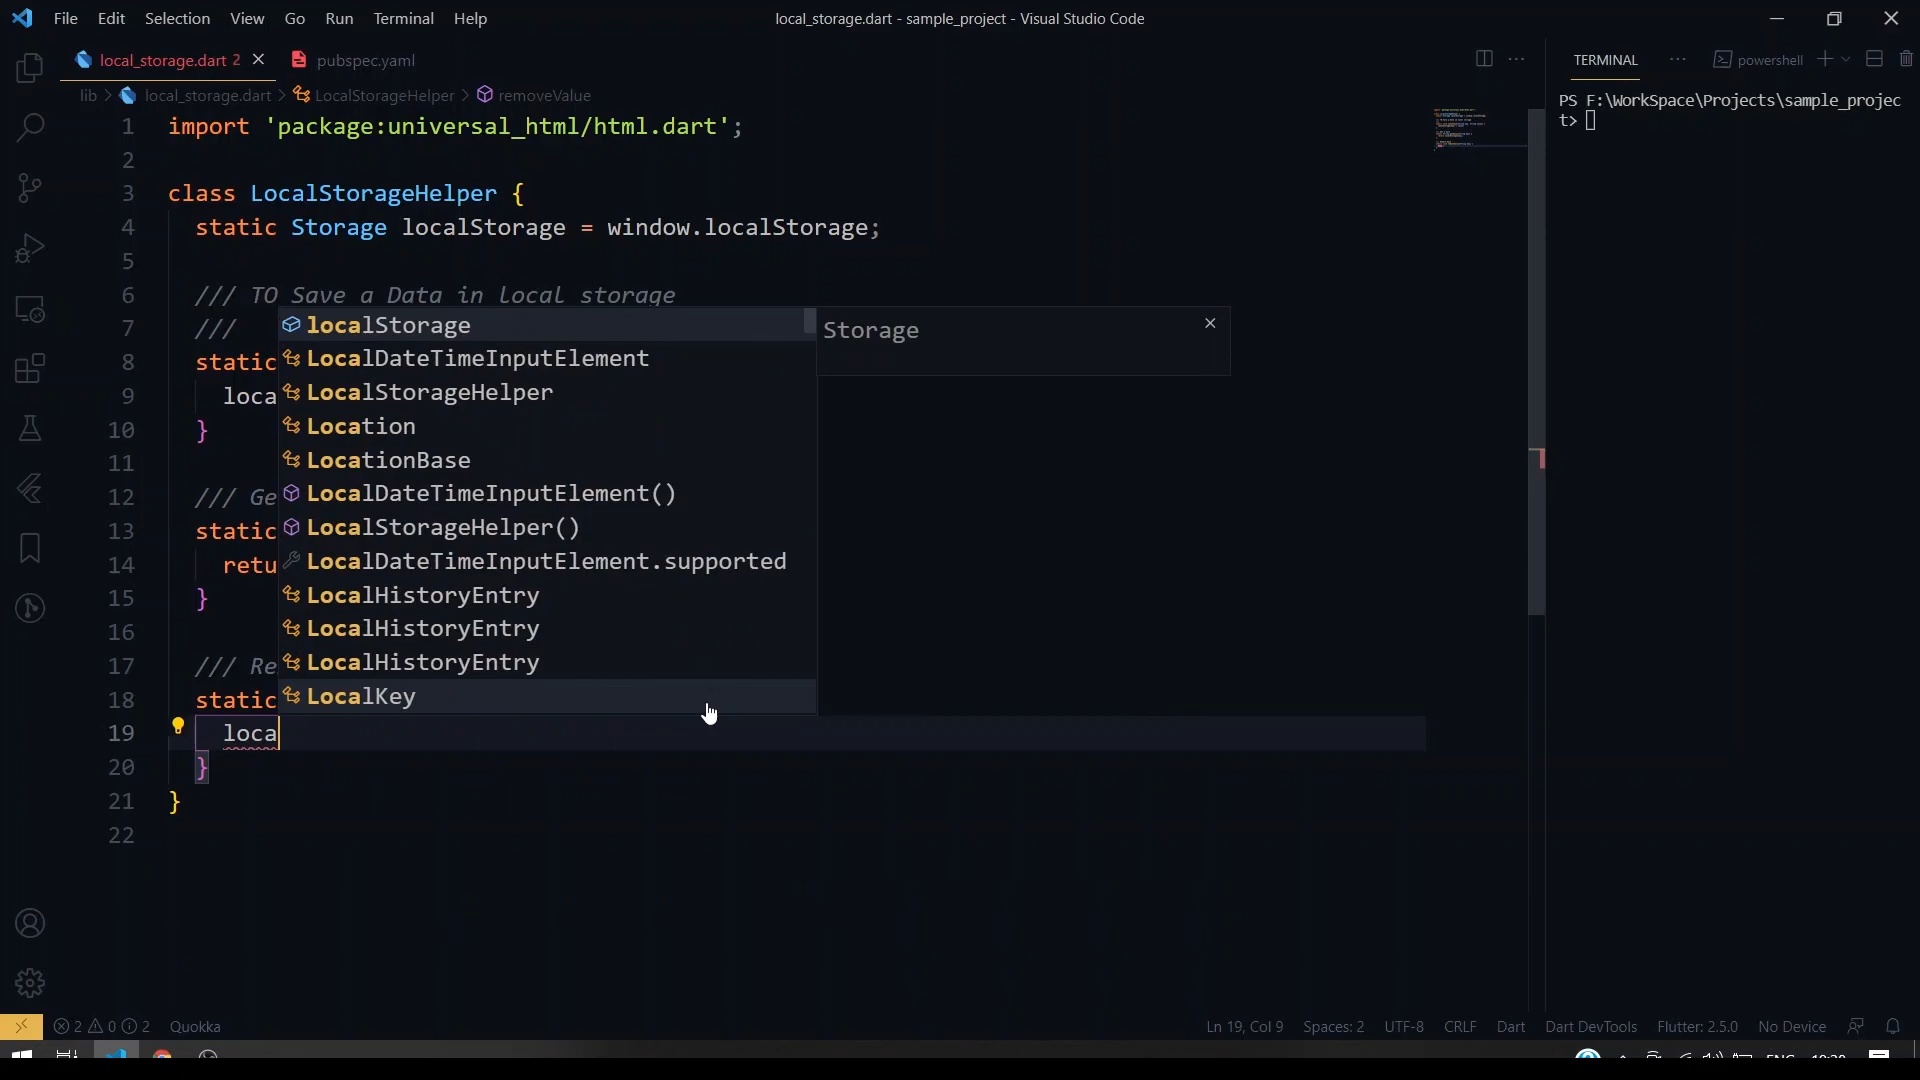 File Edit Selection View Go Run Terminal Help
local_storage.dart - sample_project - Visual Studio Code
local_storage.dart 2
pubspec.yaml
lib > local_storage.dart > LocalStorageHelper > removeValue
1 import 'package:universal_html/html.dart';
2
3 class LocalStorageHelper {
4 static Storage localStorage = window.localStorage;
5
6 /// TO Save a Data in local storage
7 ///
8 static
9 loca
10 }
11
12 /// Ge
13 static
14 retu
15 }
16
17 /// Re
18 static
19 loca
20 }
21 }
22
localStorage
LocalDateTimeInputElement
LocalStorageHelper
Location
LocationBase
LocalDateTimeInputElement()
LocalStorageHelper()
LocalDateTimeInputElement.supported
LocalHistoryEntry
LocalHistoryEntry
LocalHistoryEntry
LocalKey
Storage
TERMINAL
powershell
PS F:\WorkSpace\Projects\sample_projec
t>
2 0 2 Quokka
Ln 19, Col 9 Spaces: 2 UTF-8 CRLF Dart Dart DevTools Flutter: 2.5.0 No Device